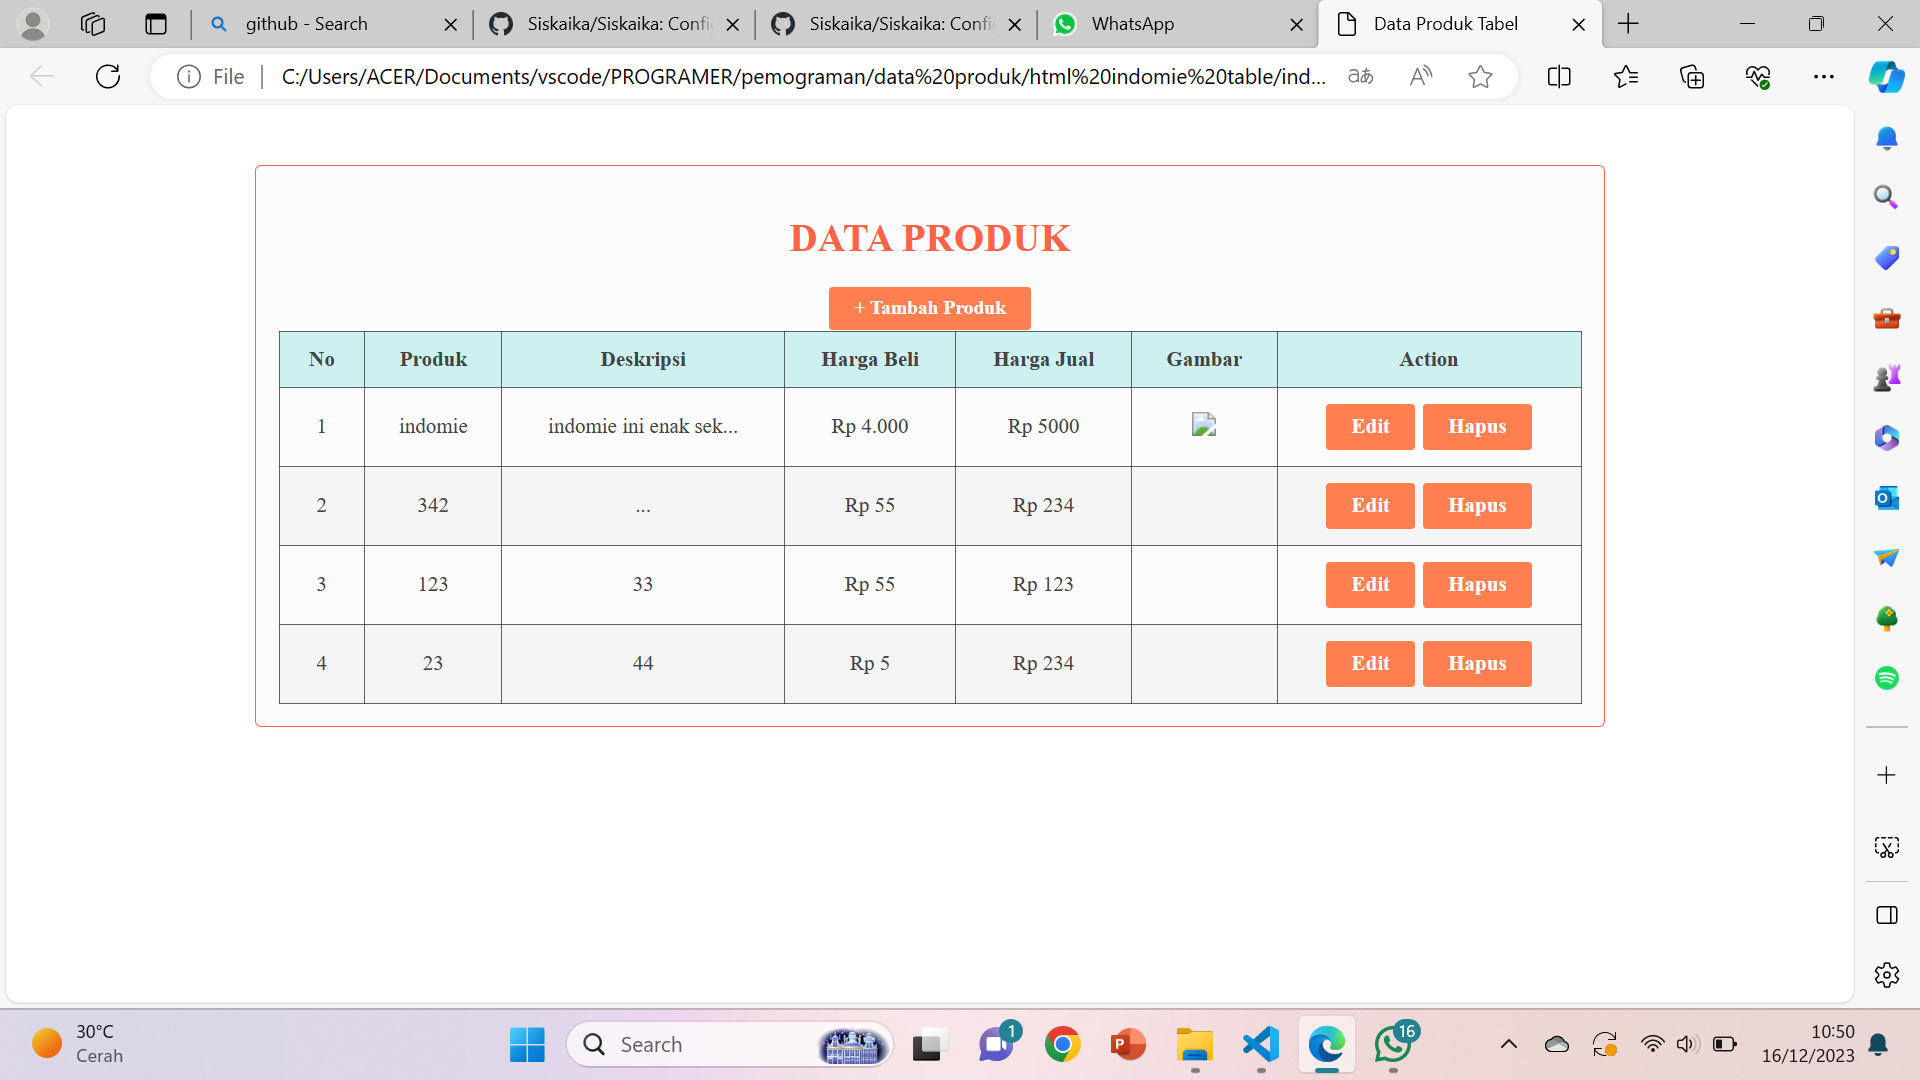 github - Search
Siskaika/Siskaika: Confi
Siskaika/Siskaika: Confi
WhatsApp
Data Produk Tabel
File
C:/Users/ACER/Documents/vscode/PROGRAMER/pemograman/data%20produk/html%20indomie%20table/ind...
DATA PRODUK
+ Tambah Produk
No Produk Deskripsi Harga Beli Harga Jual Gambar Action
1 indomie indomie ini enak sek... Rp 4.000 Rp 5000 Edit Hapus
2 342 ... Rp 55 Rp 234 Edit Hapus
3 123 33 Rp 55 Rp 123 Edit Hapus
4 23 44 Rp 5 Rp 234 Edit Hapus
30°C
Cerah
Search
1
16
10:50
16/12/2023